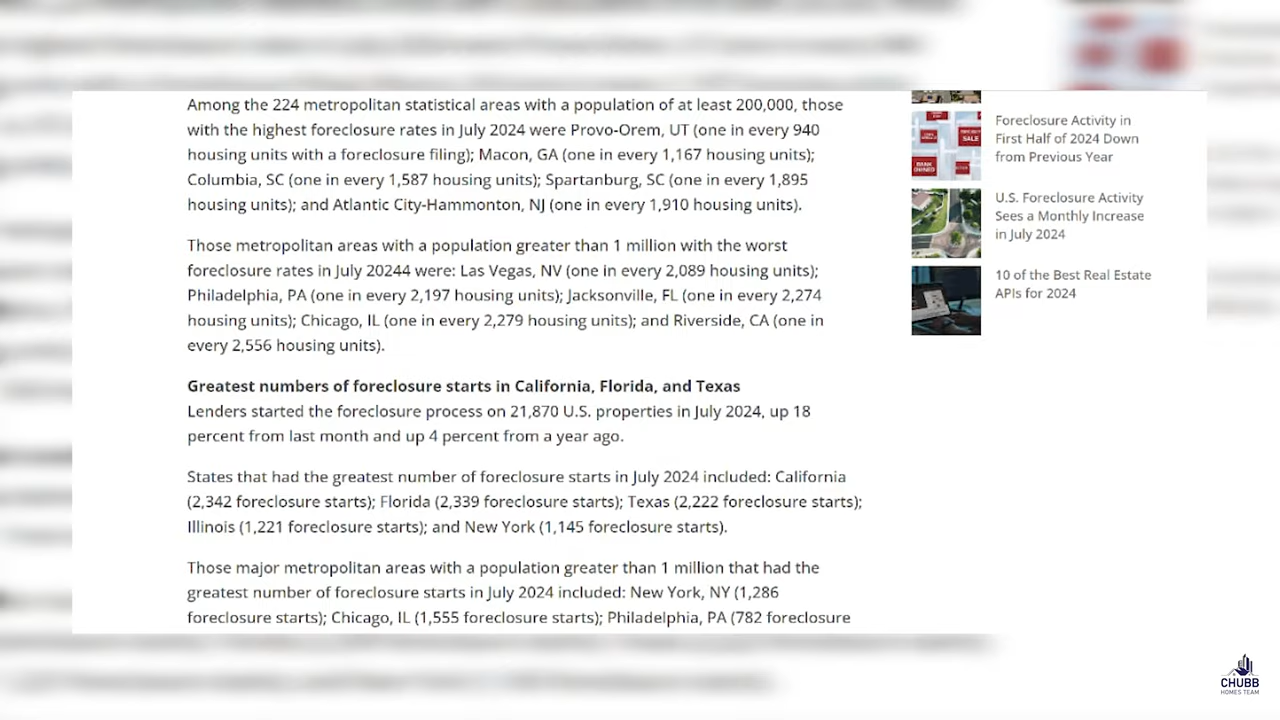 Among the 224 metropolitan statistical areas with a population of at least 200,000, those
with the highest foreclosure rates in July 2024 were Provo-Orem, UT (one in every 940
housing units with a foreclosure filing); Macon, GA (one in every 1,167 housing units);
Columbia, SC (one in every 1,587 housing units); Spartanburg, SC (one in every 1,895
housing units); and Atlantic City-Hammonton, NJ (one in every 1,910 housing units).
Those metropolitan areas with a population greater than 1 million with the worst
foreclosure rates in July 20244 were: Las Vegas, NV (one in every 2,089 housing units);
Philadelphia, PA (one in every 2,197 housing units); Jacksonville, FL (one in every 2,274
housing units); Chicago, IL (one in every 2,279 housing units); and Riverside, CA (one in
every 2,556 housing units).
Greatest numbers of foreclosure starts in California, Florida, and Texas
Lenders started the foreclosure process on 21,870 U.S. properties in July 2024, up 18
percent from last month and up 4 percent from a year ago.
States that had the greatest number of foreclosure starts in July 2024 included: California
(2,342 foreclosure starts); Florida (2,339 foreclosure starts); Texas (2,222 foreclosure starts);
Illinois (1,221 foreclosure starts); and New York (1,145 foreclosure starts).
Those major metropolitan areas with a population greater than 1 million that had the
greatest number of foreclosure starts in July 2024 included: New York, NY (1,286
foreclosure starts); Chicago, IL (1,555 foreclosure starts); Philadelphia, PA (782 foreclosure
Foreclosure Activity in
First Half of 2024 Down
from Previous Year
SALE
BANK
OWNED
U.S. Foreclosure Activity
Sees a Monthly Increase
in July 2024
10 of the Best Real Estate
APIs for 2024
CHUBB
HOMES TEAM